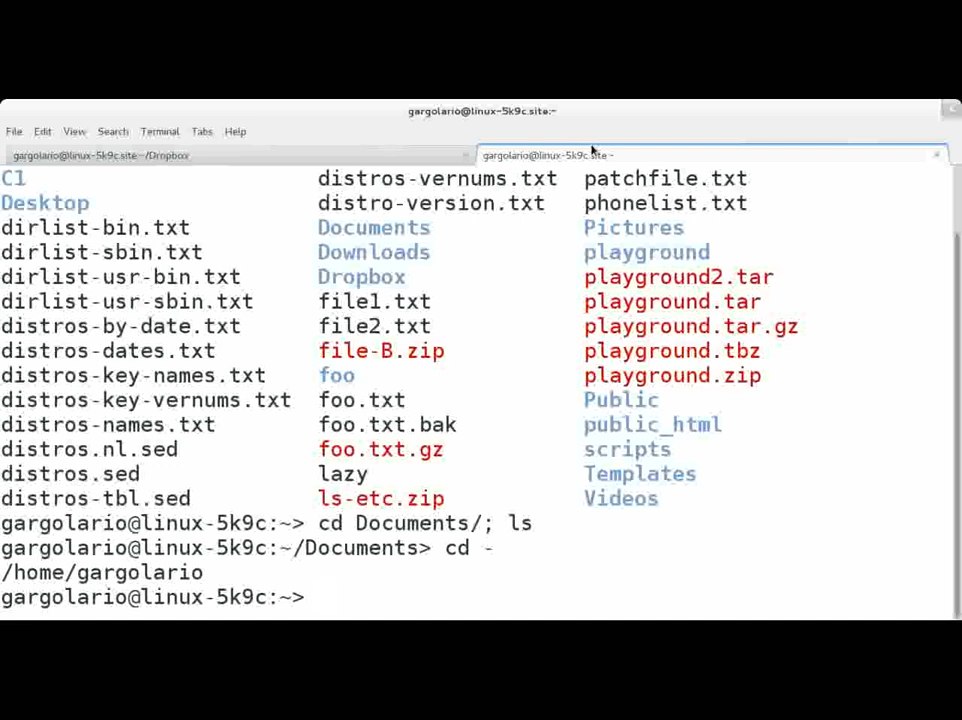 gargolario@linux-5k9c.site:~
File Edit View Search Terminal Tabs Help
gargolario@linux-5k9c.site:~/Dropbox gargolario@linux-5k9c.site:~
C1 distros-vernums.txt patchfile.txt
Desktop distro-version.txt phonelist.txt
dirlist-bin.txt Documents Pictures
dirlist-sbin.txt Downloads playground
dirlist-usr-bin.txt Dropbox playground2.tar
dirlist-usr-sbin.txt file1.txt playground.tar
distros-by-date.txt file2.txt playground.tar.gz
distros-dates.txt file-B.zip playground.tbz
distros-key-names.txt foo playground.zip
distros-key-vernums.txt foo.txt Public
distros-names.txt foo.txt.bak public_html
distros.nl.sed foo.txt.gz scripts
distros.sed lazy Templates
distros-tbl.sed ls-etc.zip Videos
gargolario@linux-5k9c:~> cd Documents/; ls
gargolario@linux-5k9c:~/Documents> cd -
/home/gargolario
gargolario@linux-5k9c:~>